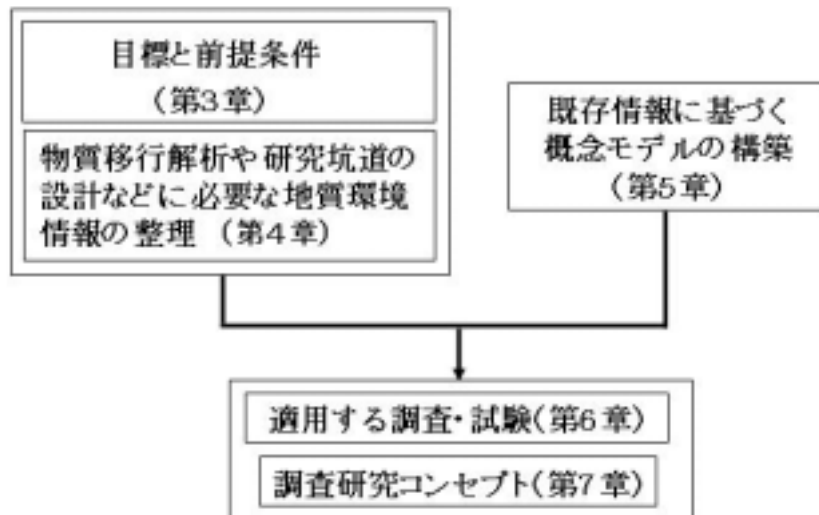 目標と前提条件
（第3章）
物質移行解析や研究坑道の
設計などに必要な地質環境
情報の整理 （第4章）
既存情報に基づく
概念モデルの構築
（第5章）
適用する調査・試験（第6章）
調査研究コンセプト（第7章）